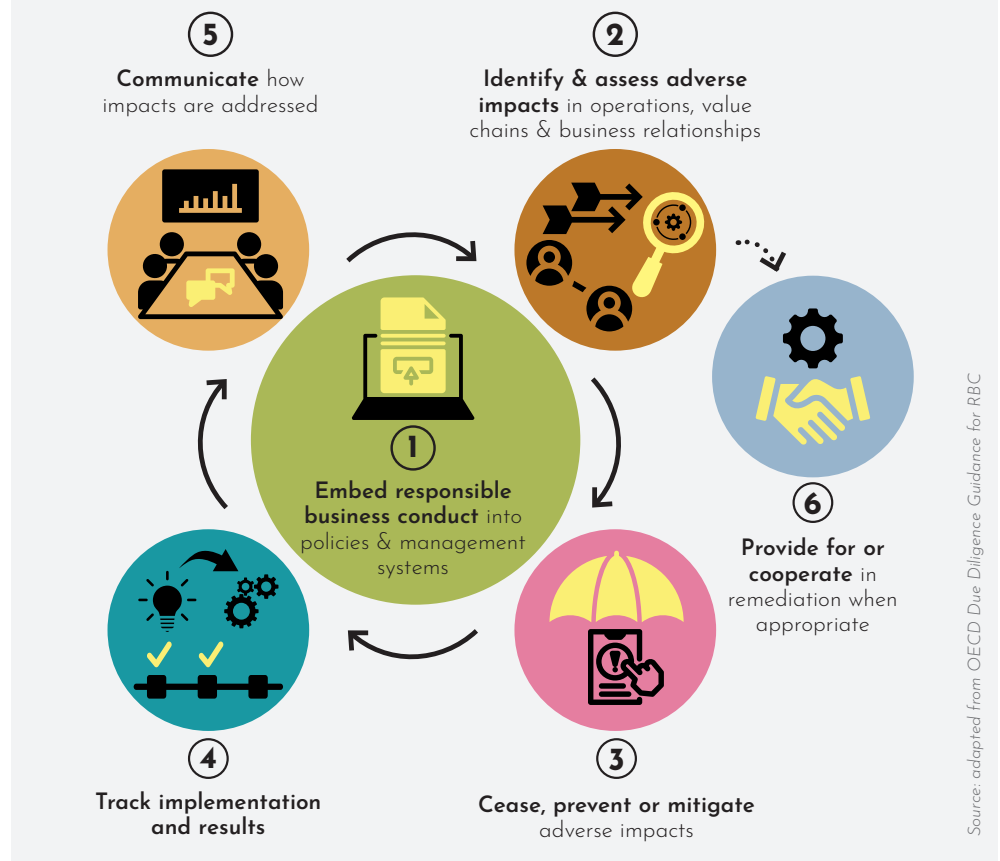 5
Communicate how
impacts are addressed
2
Identify & assess adverse
impacts in operations, value
chains & business relationships
1
Embed responsible
business conduct into
policies & management
systems
6
Provide for or
cooperate in
remediation when
appropriate
4
Track implementation
and results
3
Cease, prevent or mitigate
adverse impacts
Source: adapted from OECD Due Diligence Guidance for RBC